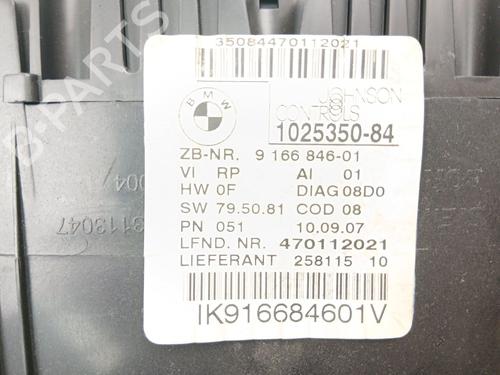 35084470112021
BMW
JOHNSON
CONTROLS
1025350-84
ZB-NR. 9 166 846-01
VI RP AI 01
HW 0F DIAG 08D0
SW 79.50.81 COD 08
PN 051 10.09.07
LFND. NR. 470112021
LIEFERANT 258115 10
IK916684601V
B-PARTS